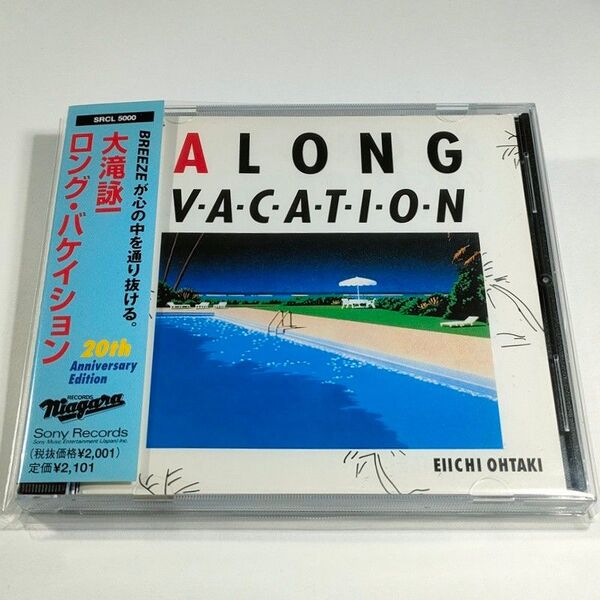 SRCL 5000
BREEZEが心の中を通り抜ける。
大滝詠一
ロング・バケイション
20th
Anniversary
Edition
RECORDS
Niagara
Sony Records
Sony Music Entertainment (Japan) Inc.
(税抜価格¥2,001)
定価¥2,101
A LONG
V·A·C·A·T·I·O·N
EIICHI OHTAKI